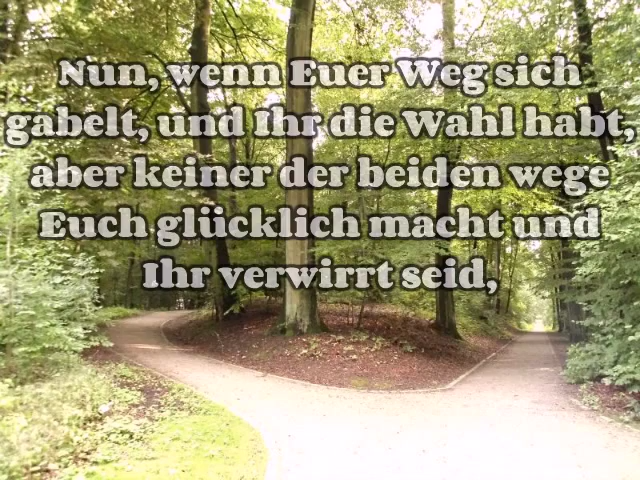 Nun, wenn Euer Weg sich
gabelt, und Ihr die Wahl habt,
aber keiner der beiden wege
Euch glücklich macht und
Ihr verwirrt seid,